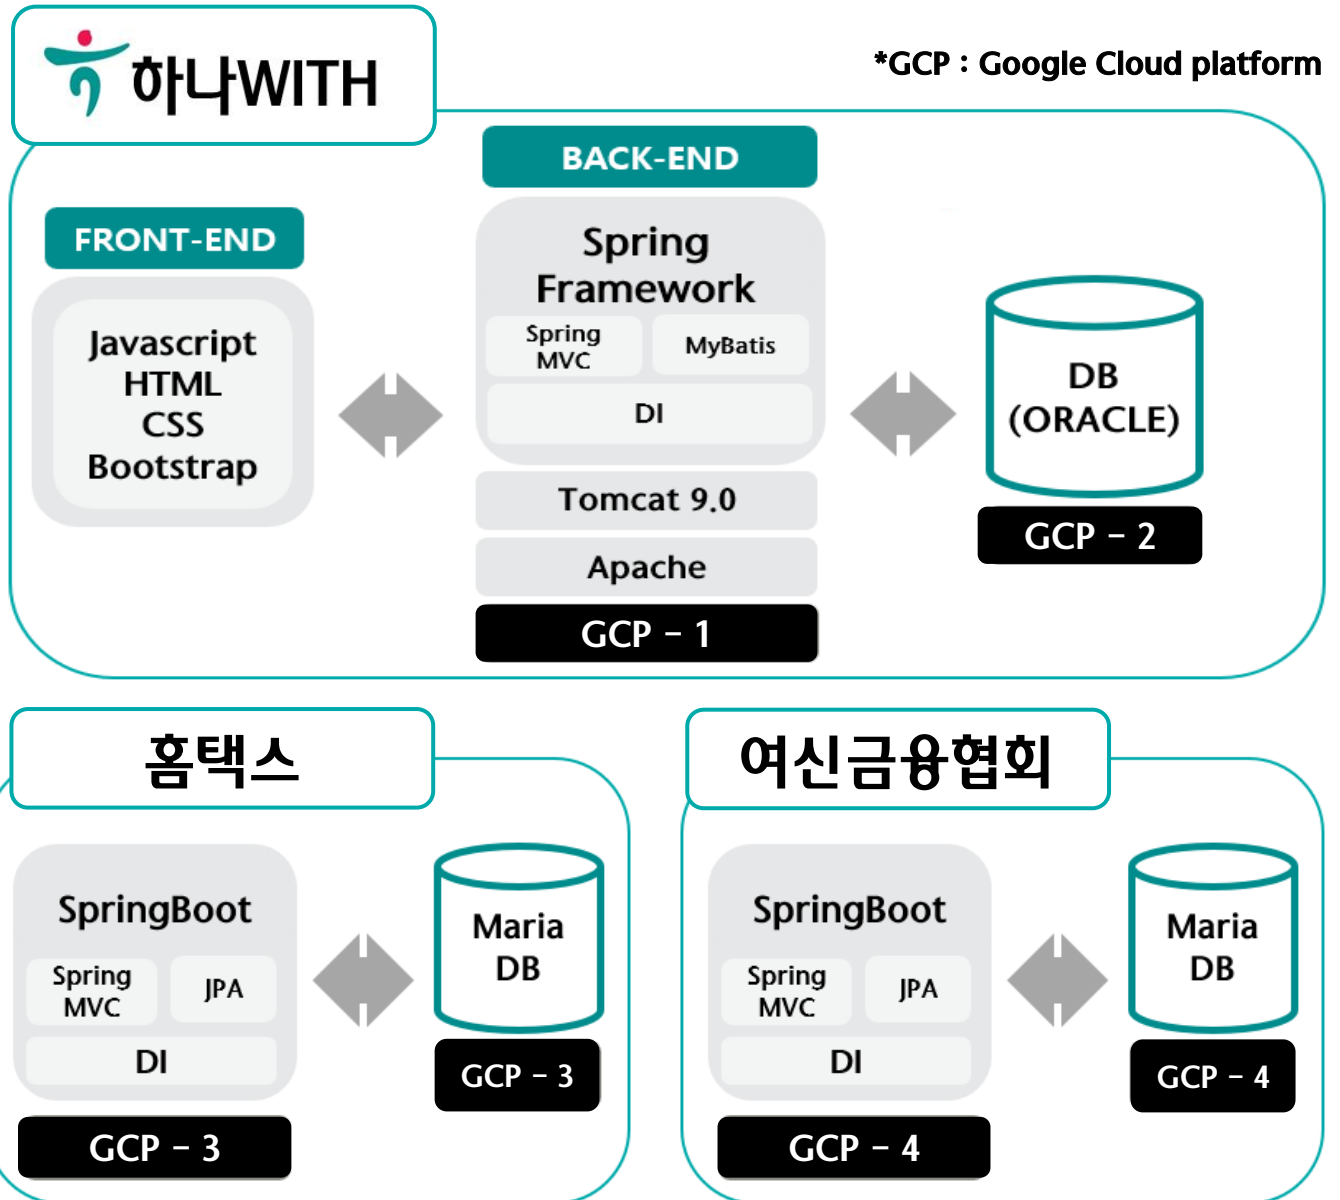 하나WITH
*GCP : Google Cloud platform
BACK-END
FRONT-END
Spring
Framework
Spring
MVC
MyBatis
DI
Javascript
HTML
CSS
Bootstrap
DB
(ORACLE)
Tomcat 9.0
Apache
GCP - 1
GCP - 2
홈택스
SpringBoot
Spring
MVC
JPA
DI
GCP - 3
Maria
DB
GCP - 3
여신금융협회
SpringBoot
Spring
MVC
JPA
DI
GCP - 4
Maria
DB
GCP - 4